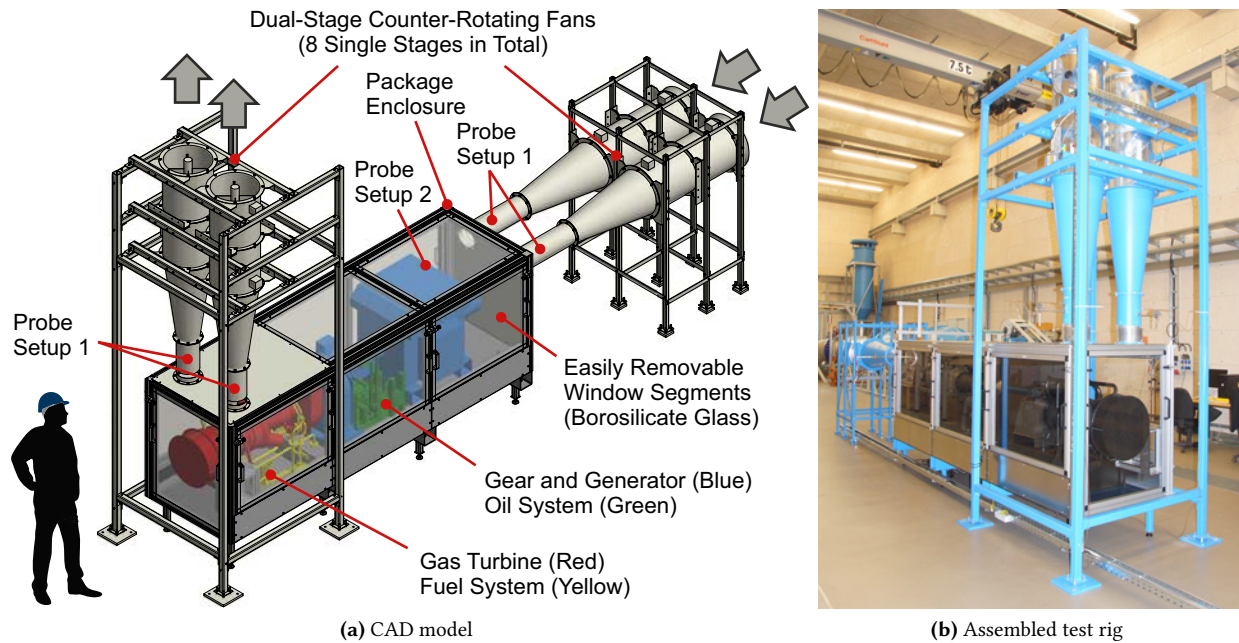 Dual-Stage Counter-Rotating Fans
(8 Single Stages in Total)
Package
Enclosure
Probe
Setup 1
Probe
Setup 2
Probe
Setup 1
Easily Removable
Window Segments
(Borosilicate Glass)
Gear and Generator (Blue)
Oil System (Green)
Gas Turbine (Red)
Fuel System (Yellow)
7.5t
(a) CAD model
(b) Assembled test rig